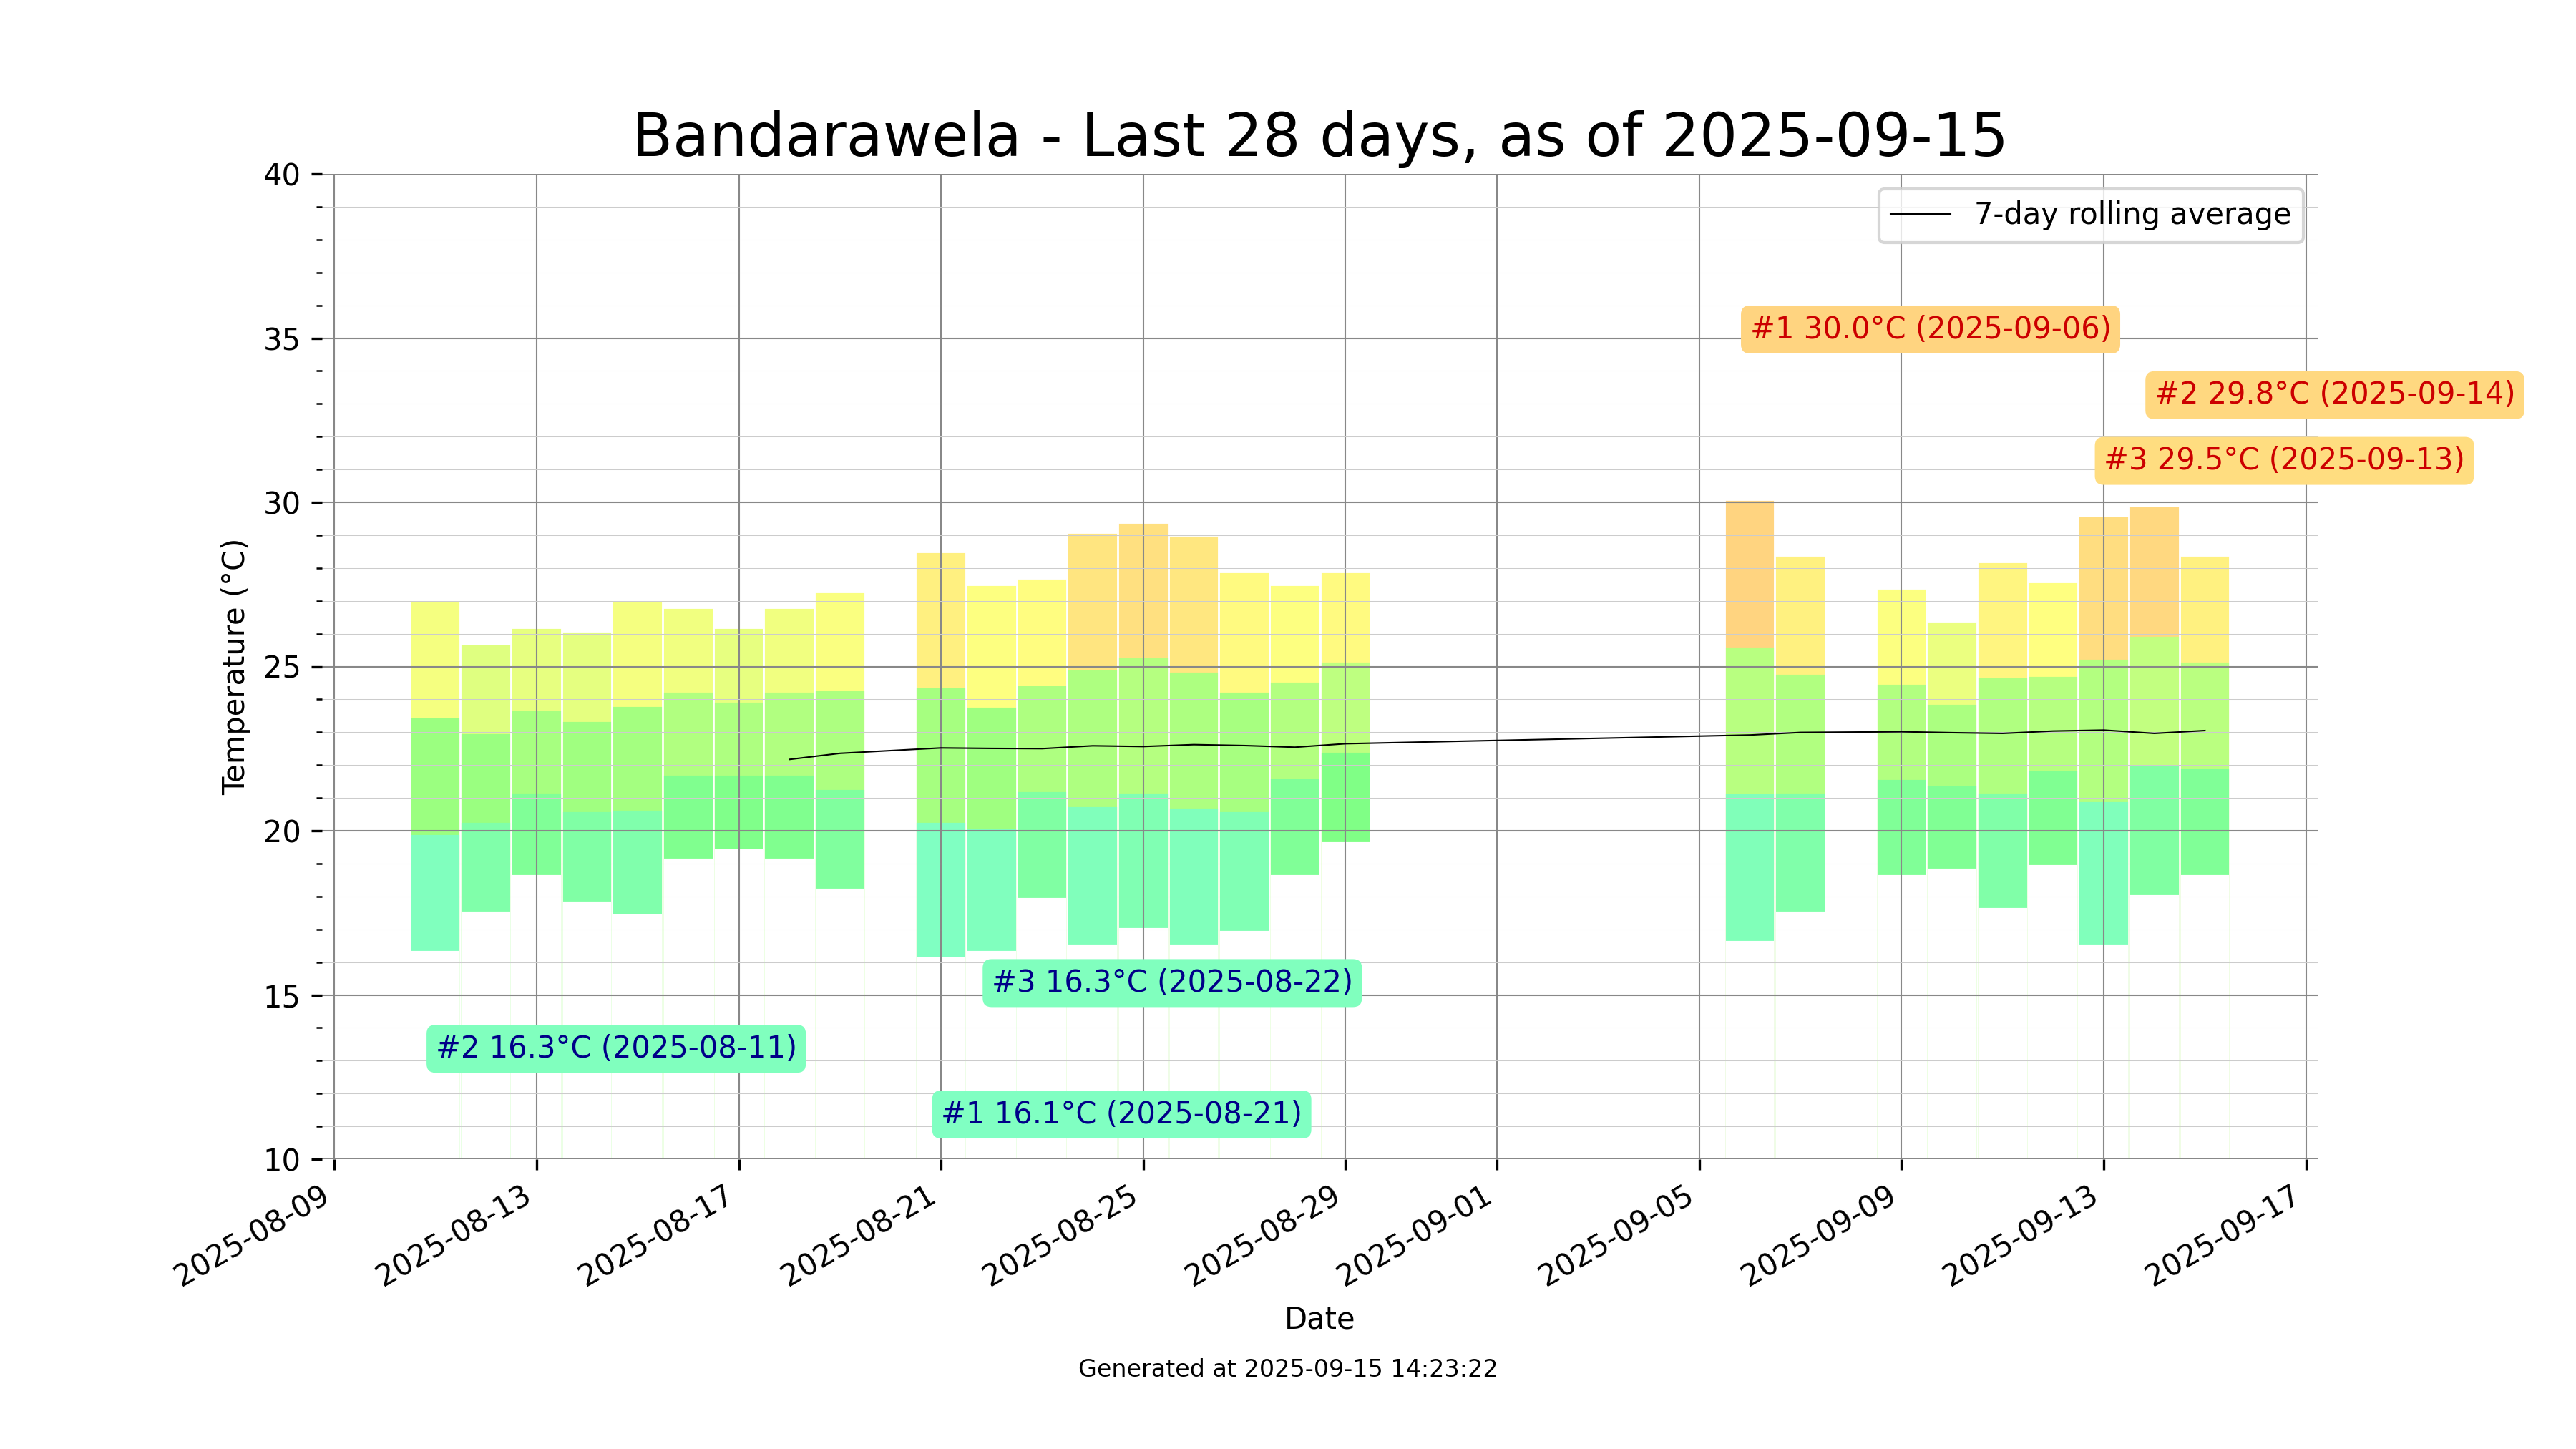 Bandarawela - Last 28 days, as of 2025-09-15
40
35
30
25
20
15
10
Temperature (°C)
7-day rolling average
#1 30.0°C (2025-09-06)
#2 29.8°C (2025-09-14)
#3 29.5°C (2025-09-13)
#3 16.3°C (2025-08-22)
#2 16.3°C (2025-08-11)
#1 16.1°C (2025-08-21)
2025-08-09
2025-08-13
2025-08-17
2025-08-21
2025-08-25
2025-08-29
2025-09-01
2025-09-05
2025-09-09
2025-09-13
2025-09-17
Date
Generated at 2025-09-15 14:23:22